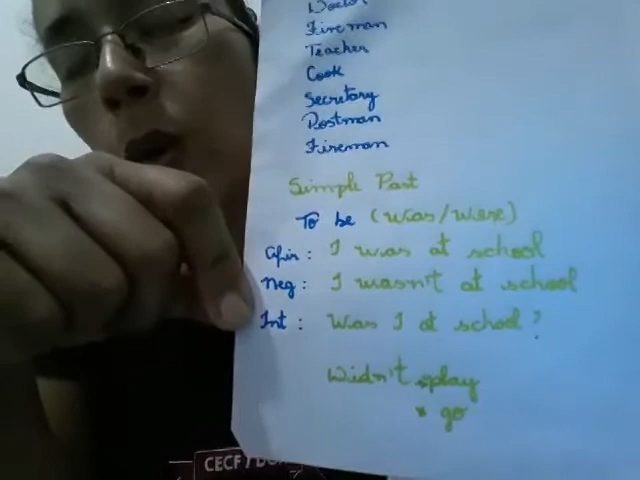 Doctor
Fireman
Teacher
Cook
Secretary
Postman
Fireman
Simple Past
To be (was/were)
Afir: I was at school
Neg: I wasn't at school
Int: Was I at school?
Didn't play
* go
CECF